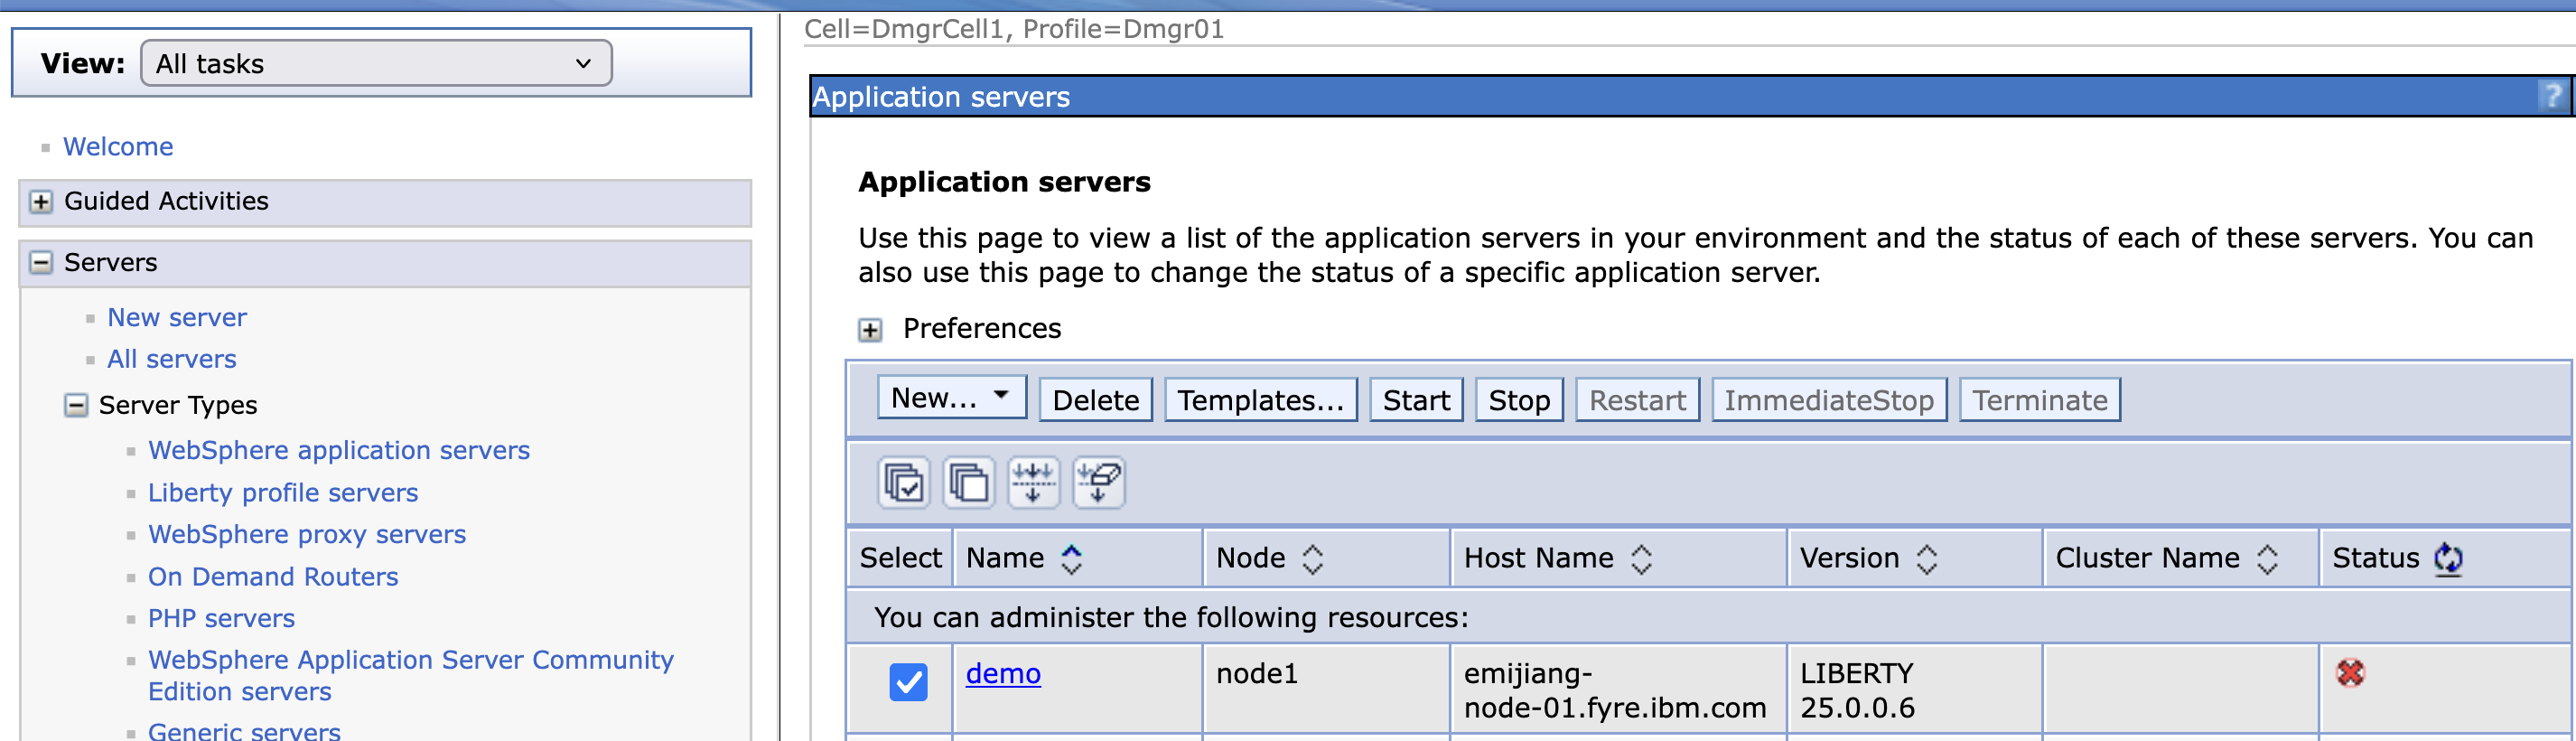 View: All tasks
Welcome
Guided Activities
Servers
New server
All servers
Server Types
WebSphere application servers
Liberty profile servers
WebSphere proxy servers
On Demand Routers
PHP servers
WebSphere Application Server Community
Edition servers
Generic servers
Cell=DmgrCell1, Profile=Dmgr01
Application servers ?
Application servers
Use this page to view a list of the application servers in your environment and the status of each of these servers. You can
also use this page to change the status of a specific application server.
Preferences
New... Delete Templates... Start Stop Restart ImmediateStop Terminate
Select Name Node Host Name Version Cluster Name Status
You can administer the following resources:
demo node1 emijiang- LIBERTY
node-01.fyre.ibm.com 25.0.0.6